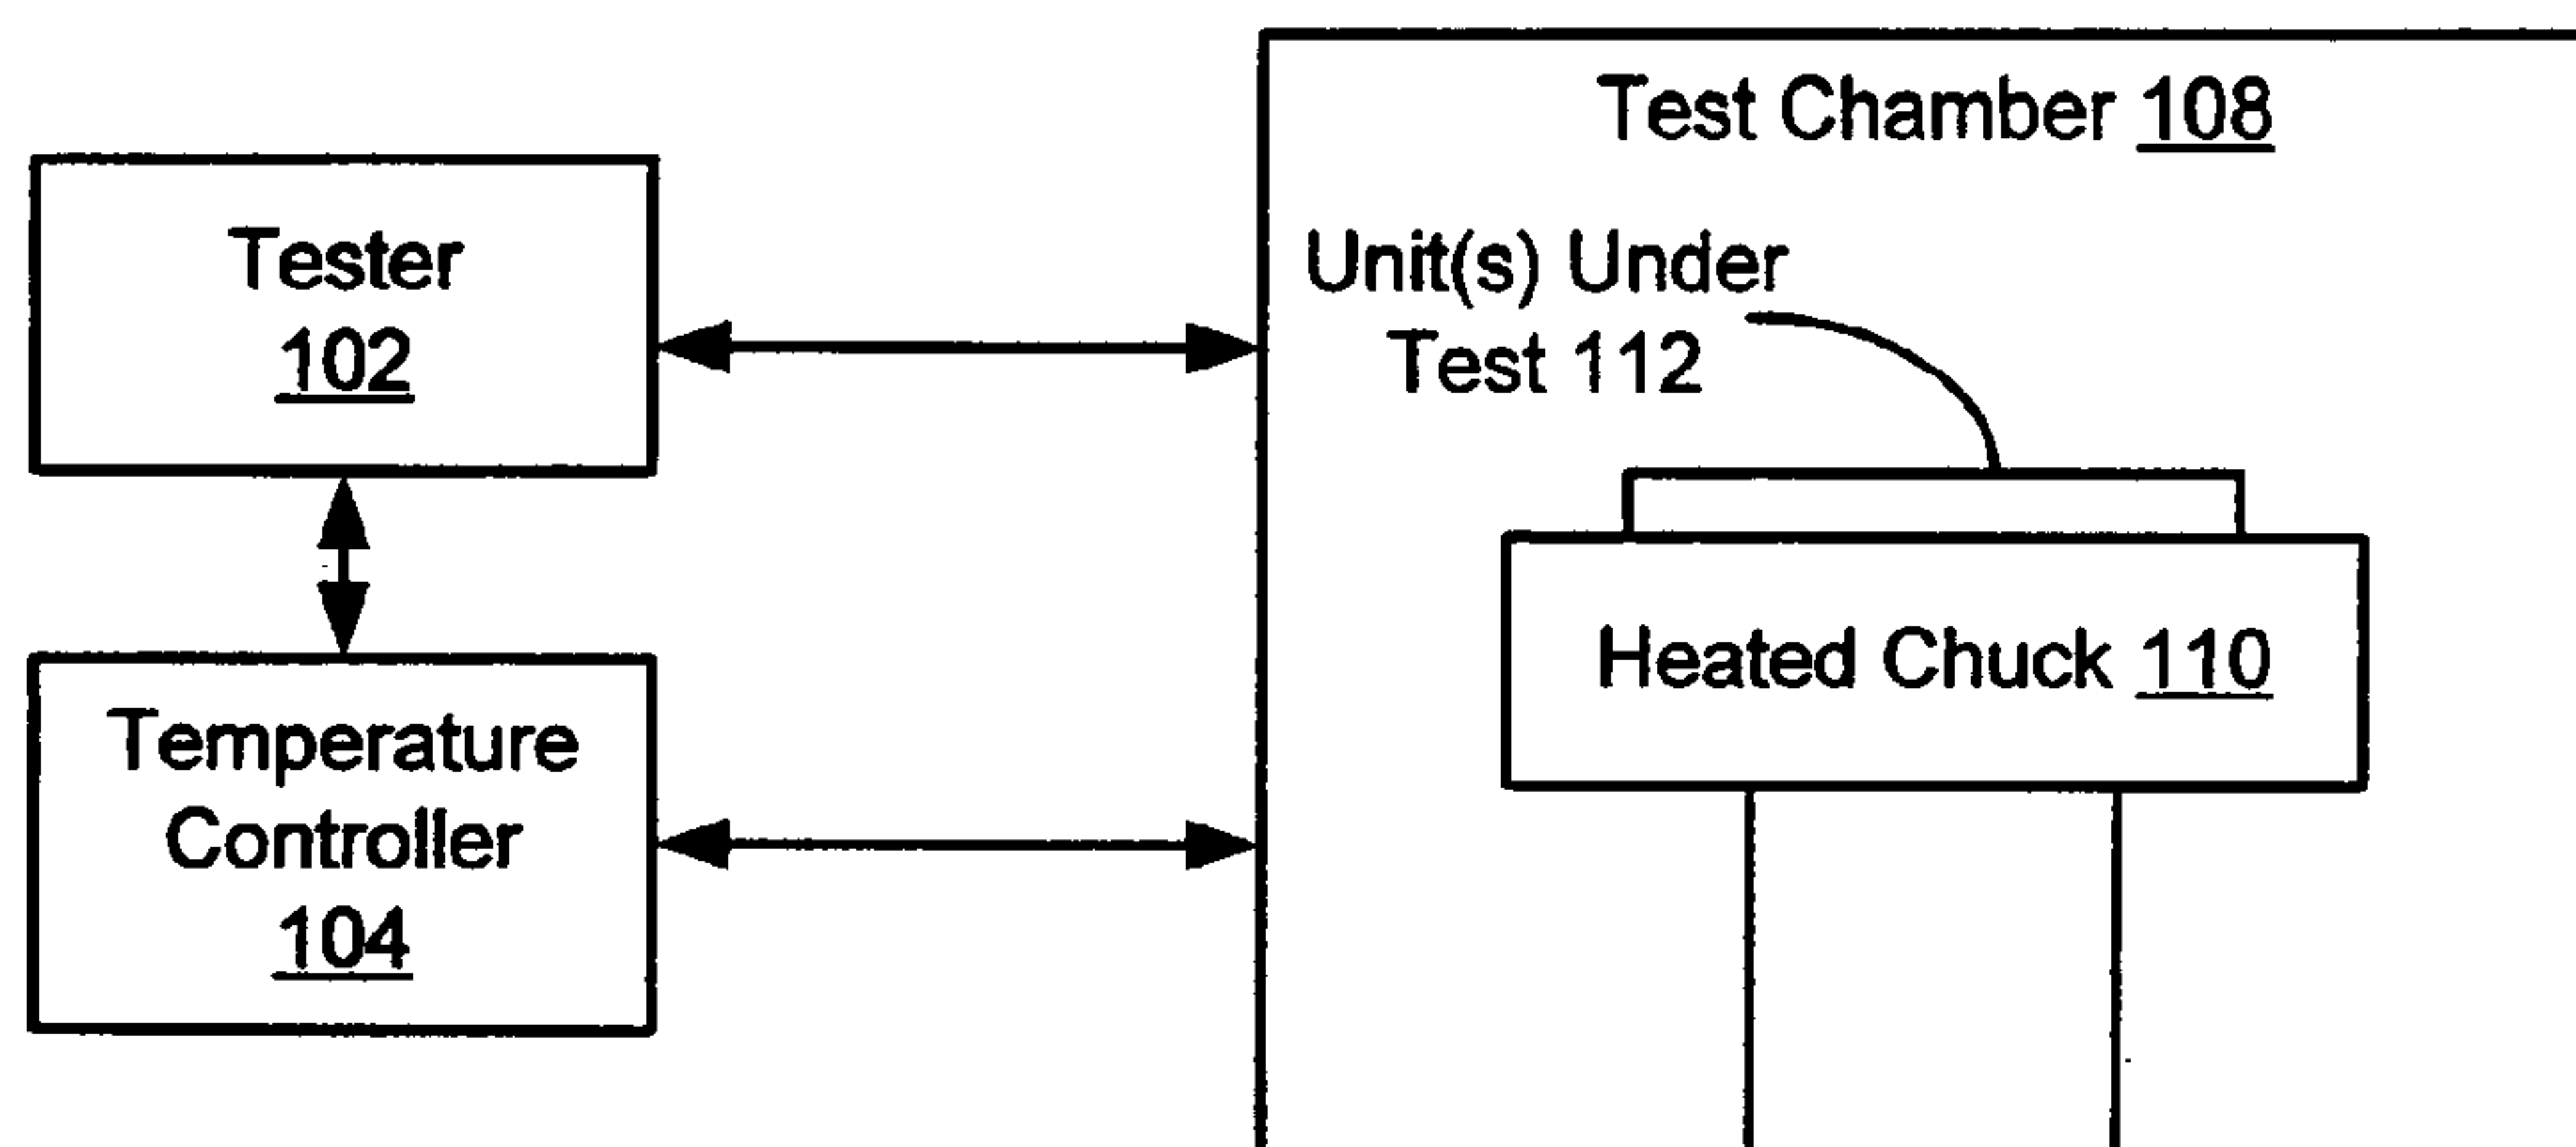 Test Chamber 108
Tester
102
Unit(s) Under
Test 112
Heated Chuck 110
Temperature
Controller
104